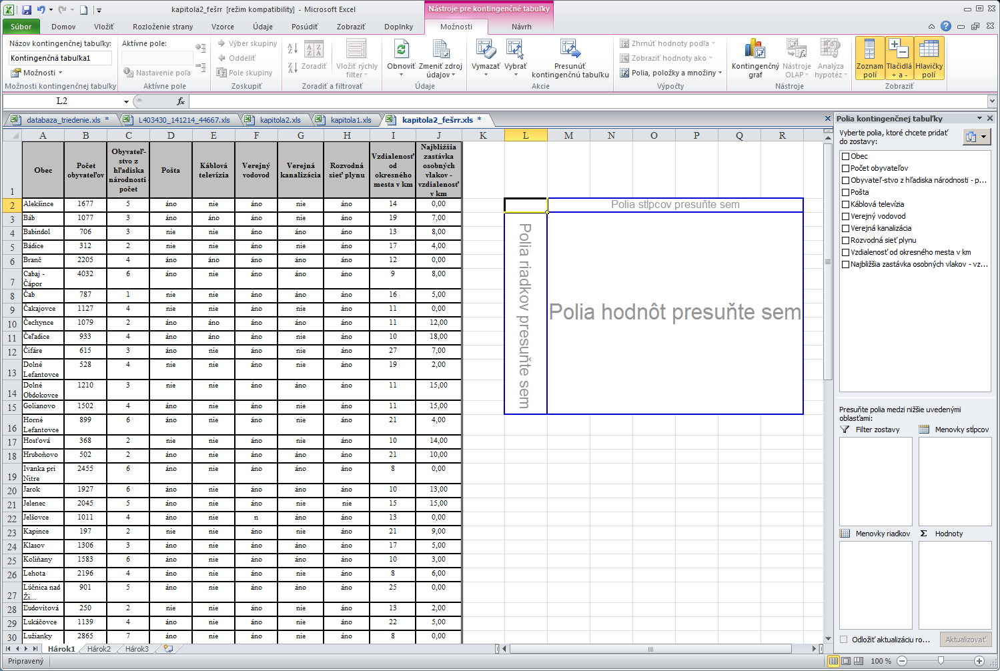 kapitola2_fešrr [režim kompatibility] - Microsoft Excel
Nástroje pre kontingenčné tabuľky
Súbor Domov Vložiť Rozloženie strany Vzorce Údaje Posúdiť Zobraziť Doplnky Možnosti Návrh
Názov kontingenčnej tabuľky:
Kontingenčná tabuľka1
Možnosti
Možnosti kontingenčnej tabuľky
Aktívne pole:
Nastavenie poľa
Aktívne pole
Výber skupiny
Oddeliť
Pole skupiny
Zoskupiť
Zoradiť
Vložiť rýchly filter
Zoradiť a filtrovať
Obnoviť
Zmeniť zdroj údajov
Údaje
Vymazať
Vybrať
Presunúť kontingenčnú tabuľku
Akcie
Zhrnúť hodnoty podľa
Zobraziť hodnoty ako
Polia, položky a množiny
Výpočty
Kontingenčný graf
Nástroje OLAP
Analýza hypotéz
Nástroje
Zoznam polí
Tlačidlá + a -
Hlavičky polí
Zobraziť
L2 fx
databaza_triedenie.xls * L403430_141214_44667.xls kapitola2.xls kapitola1.xls kapitola2_fešrr.xls *
A B C D E F G H I J K L M N O P Q R
1 Obec Počet obyvateľov Obyvateľ-stvo z hľadiska národnosti - počet Pošta Káblová televízia Verejný vodovod Verejná kanalizácia Rozvodná sieť plynu Vzdialenosť od okresného mesta v km Najbližšia zastávka osobných vlakov - vzdialenosť v km
2 Alekšince 1677 5 áno nie áno nie áno 14 0,00
3 Báb 1077 3 áno áno áno nie áno 19 7,00
4 Babindol 706 3 nie nie áno nie áno 13 8,00
5 Bádice 312 2 nie nie áno nie áno 17 4,00
6 Branč 2205 4 áno áno áno nie áno 12 0,00
7 Cabaj - Čápor 4032 6 áno nie áno áno áno 9 8,00
8 Čab 787 1 nie nie áno áno áno 16 5,00
9 Čakajovce 1127 4 nie nie áno nie áno 11 0,00
10 Čechynce 1079 2 áno áno áno nie áno 11 12,00
11 Čeľadice 933 4 áno áno áno nie áno 10 18,00
12 Čifáre 615 3 áno nie áno nie áno 27 7,00
13 Dolné Lefantovce 528 4 nie nie áno nie áno 19 2,00
14 Dolné Obdokovce 1210 3 nie nie áno nie áno 11 15,00
15 Golianovo 1502 4 áno nie áno nie áno 11 15,00
16 Horné Lefantovce 899 6 áno nie áno nie áno 21 4,00
17 Hosťová 368 2 nie nie áno nie áno 10 14,00
18 Hruboňovo 502 2 áno nie áno nie áno 21 10,00
19 Ivanka pri Nitre 2455 6 áno nie áno nie áno 8 0,00
20 Jarok 1927 6 áno nie áno áno áno 10 13,00
21 Jelenec 2045 5 áno nie áno nie nie 15 15,00
22 Jelšovce 1011 4 áno nie n áno áno 13 0,00
23 Kapince 197 2 nie nie áno nie áno 21 9,00
24 Klasov 1306 3 áno nie áno nie áno 17 5,00
25 Kolíňany 1583 6 áno nie áno áno áno 10 3,00
26 Lehota 2196 4 áno nie áno nie áno 8 6,00
27 Lúčnica nad Ži... 901 5 áno nie áno nie áno 25 0,00
28 Ľudovítová 250 2 nie nie áno nie áno 13 2,00
29 Lukáčovce 1139 4 áno nie áno nie áno 22 5,00
30 Lužianky 2865 7 áno nie áno nie áno 8 0,00
Polia stĺpcov presuňte sem
Polia riadkov presuňte sem
Polia hodnôt presuňte sem
Polia kontingenčnej tabuľky
Vyberte polia, ktoré chcete pridať do zostavy:
Obec
Počet obyvateľov
Obyvateľ-stvo z hľadiska národnosti - p...
Pošta
Káblová televízia
Verejný vodovod
Verejná kanalizácia
Rozvodná sieť plynu
Vzdialenosť od okresného mesta v km
Najbližšia zastávka osobných vlakov - vz...
Presuňte polia medzi nižšie uvedenými oblasťami:
Filter zostavy Menovky stĺpcov
Menovky riadkov Σ Hodnoty
Odložiť aktualizáciu ro... Aktualizovať
Hárok1 Hárok2 Hárok3
Pripravený 100 %